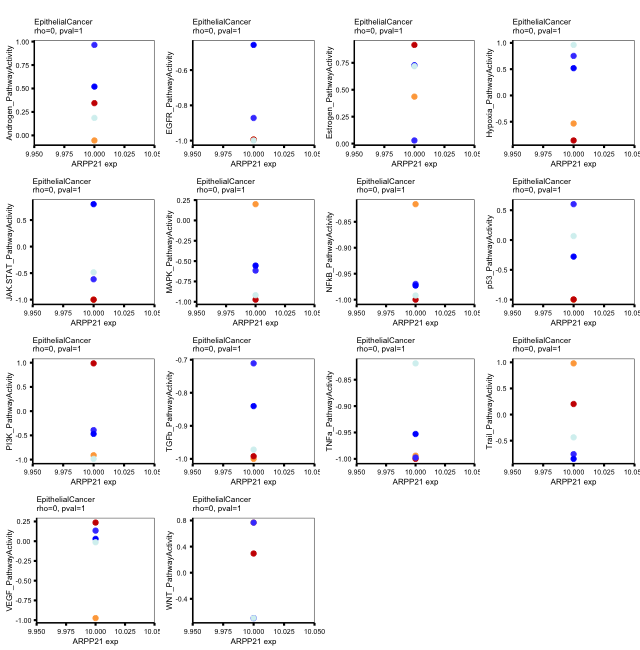 EpithelialCancer
rho=0, pval=1
Androgen_PathwayActivity
1.00
0.75
0.50
0.25
0.00
9.950 9.975 10.000 10.025 10.05
ARPP21 exp
EpithelialCancer
rho=0, pval=1
EGFR_PathwayActivity
-0.6
-0.8
-1.0
9.950 9.975 10.000 10.025 10.05
ARPP21 exp
EpithelialCancer
rho=0, pval=1
Estrogen_PathwayActivity
0.75
0.50
0.25
0.00
9.950 9.975 10.000 10.025 10.05
ARPP21 exp
EpithelialCancer
rho=0, pval=1
Hypoxia_PathwayActivity
1.0
0.5
0.0
-0.5
9.950 9.975 10.000 10.025 10.05
ARPP21 exp
EpithelialCancer
rho=0, pval=1
JAK.STAT_PathwayActivity
0.5
0.0
-0.5
-1.0
9.950 9.975 10.000 10.025 10.05
ARPP21 exp
EpithelialCancer
rho=0, pval=1
MAPK_PathwayActivity
0.25
0.00
-0.25
-0.50
-0.75
-1.00
9.950 9.975 10.000 10.025 10.050
ARPP21 exp
EpithelialCancer
rho=0, pval=1
NFkB_PathwayActivity
-0.85
-0.90
-0.95
-1.00
9.950 9.975 10.000 10.025 10.05
ARPP21 exp
EpithelialCancer
rho=0, pval=1
p53_PathwayActivity
0.5
0.0
-0.5
-1.0
9.950 9.975 10.000 10.025 10.05
ARPP21 exp
EpithelialCancer
rho=0, pval=1
PI3K_PathwayActivity
1.0
0.5
0.0
-0.5
-1.0
9.950 9.975 10.000 10.025 10.05
ARPP21 exp
EpithelialCancer
rho=0, pval=1
TGFb_PathwayActivity
-0.7
-0.8
-0.9
-1.0
9.950 9.975 10.000 10.025 10.050
ARPP21 exp
EpithelialCancer
rho=0, pval=1
TNFa_PathwayActivity
-0.85
-0.90
-0.95
-1.00
9.950 9.975 10.000 10.025 10.05
ARPP21 exp
EpithelialCancer
rho=0, pval=1
Trail_PathwayActivity
1.0
0.5
0.0
-0.5
9.950 9.975 10.000 10.025 10.05
ARPP21 exp
EpithelialCancer
rho=0, pval=1
VEGF_PathwayActivity
0.25
0.00
-0.25
-0.50
-0.75
-1.00
9.950 9.975 10.000 10.025 10.05
ARPP21 exp
EpithelialCancer
rho=0, pval=1
WNT_PathwayActivity
0.8
0.4
0.0
-0.4
9.950 9.975 10.000 10.025 10.050
ARPP21 exp